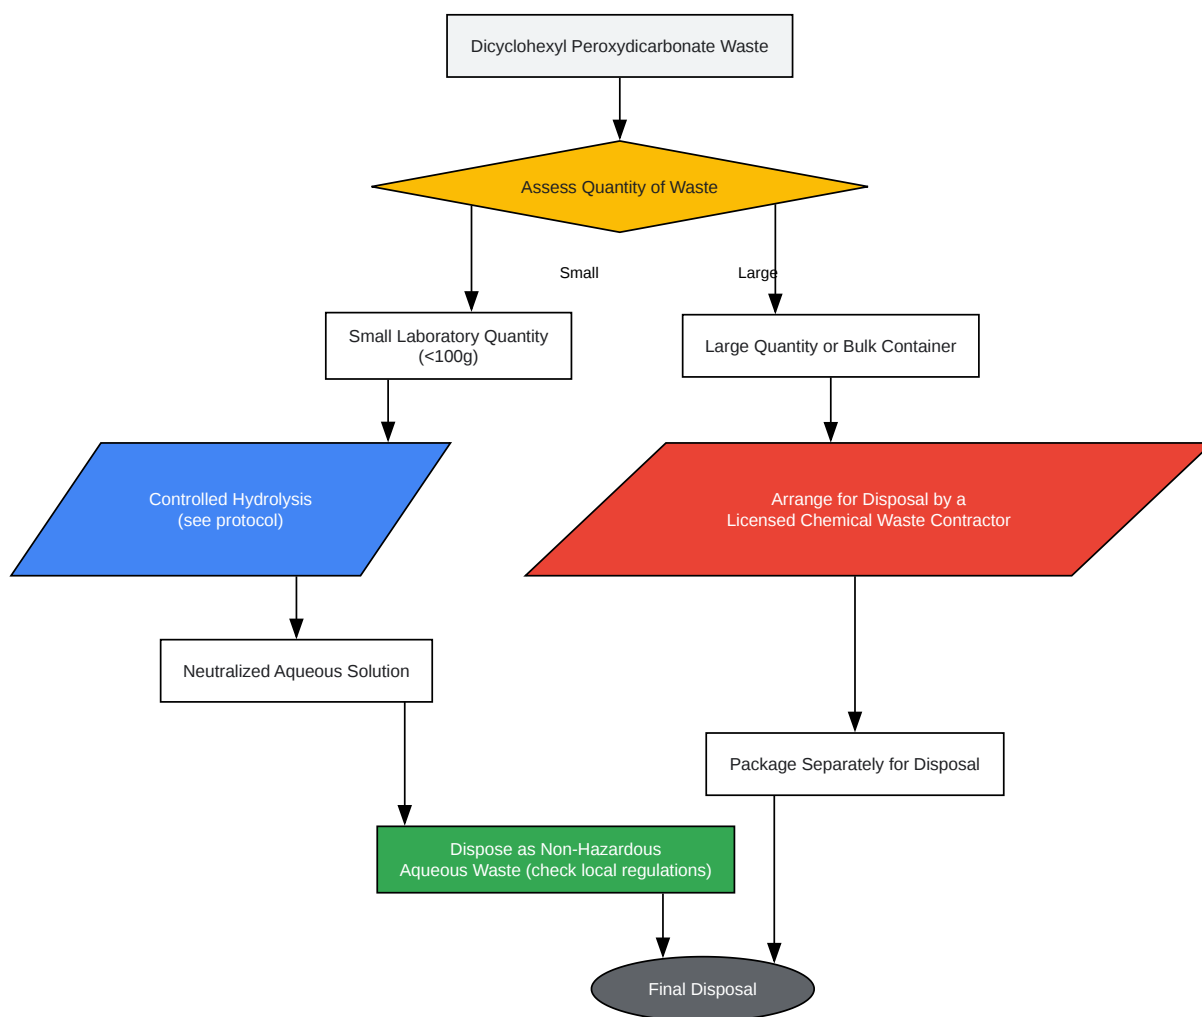 Dicyclohexyl Peroxydicarbonate Waste
Assess Quantity of Waste
Small
Large
Small Laboratory Quantity
(<100g)
Large Quantity or Bulk Container
Controlled Hydrolysis
(see protocol)
Arrange for Disposal by a
Licensed Chemical Waste Contractor
Neutralized Aqueous Solution
Package Separately for Disposal
Dispose as Non-Hazardous
Aqueous Waste (check local regulations)
Final Disposal